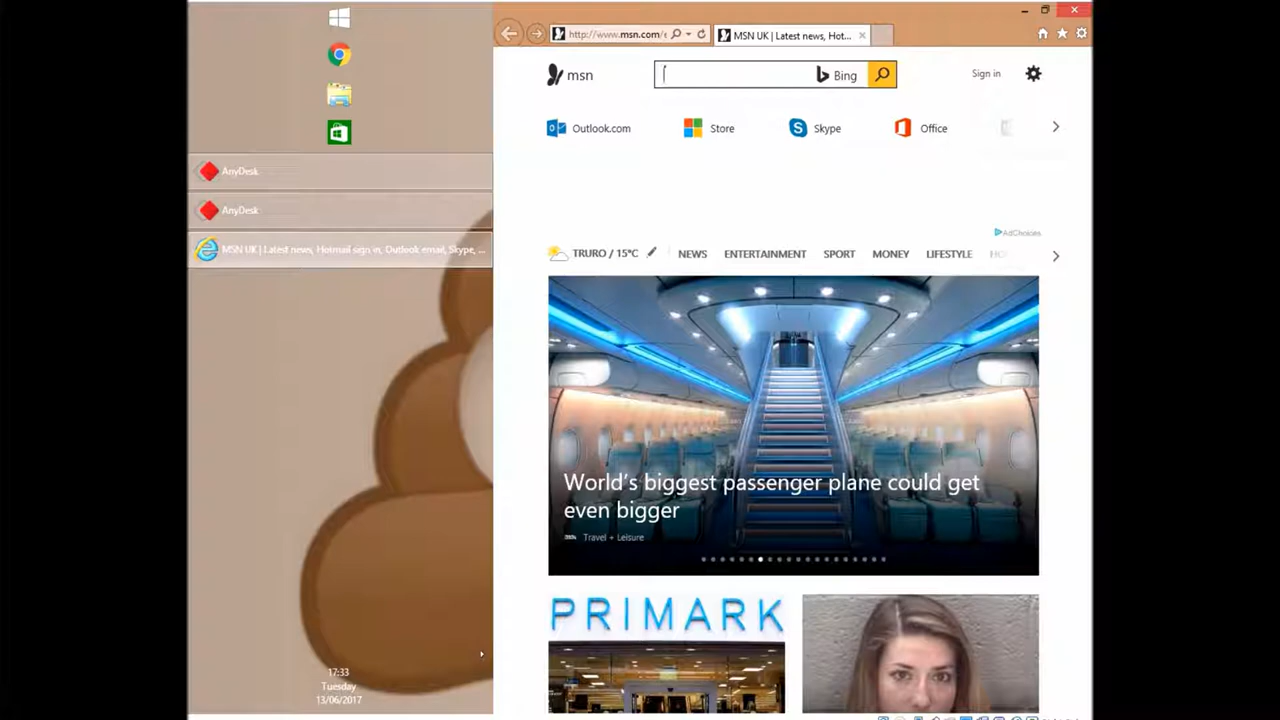 http://www.msn.com/
MSN UK | Latest news, Hot...
msn
Bing
Sign in
Outlook.com
Store
Skype
Office
AnyDesk
AnyDesk
MSN UK | Latest news, Hotmail sign in, Outlook email, Skype, ...
AdChoices
TRURO / 15°C
NEWS
ENTERTAINMENT
SPORT
MONEY
LIFESTYLE
HO
World's biggest passenger plane could get
even bigger
Travel + Leisure
PRIMARK
17:33
Tuesday
13/06/2017